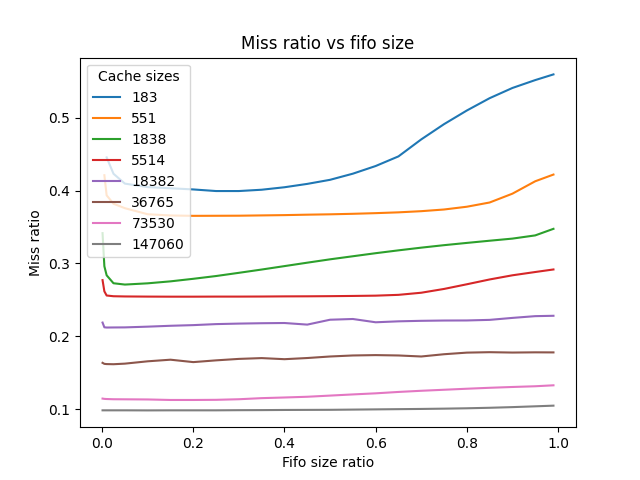 Miss ratio vs fifo size
Cache sizes
183
551
1838
5514
18382
36765
73530
147060
0.5
0.4
0.3
0.2
0.1
Miss ratio
0.0 0.2 0.4 0.6 0.8 1.0
Fifo size ratio